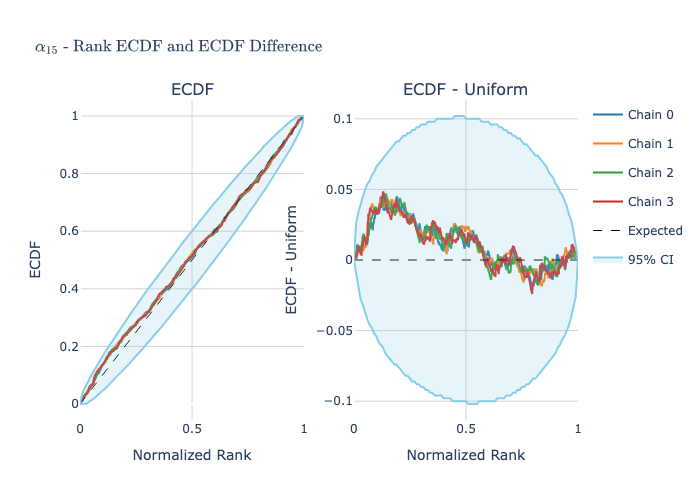 α₁₅ - Rank ECDF and ECDF Difference
ECDF
ECDF - Uniform
ECDF
1
0.8
0.6
0.4
0.2
0
0
0.5
1
Normalized Rank
ECDF - Uniform
0.1
0.05
0
−0.05
−0.1
0
0.5
1
Normalized Rank
Chain 0
Chain 1
Chain 2
Chain 3
Expected
95% CI